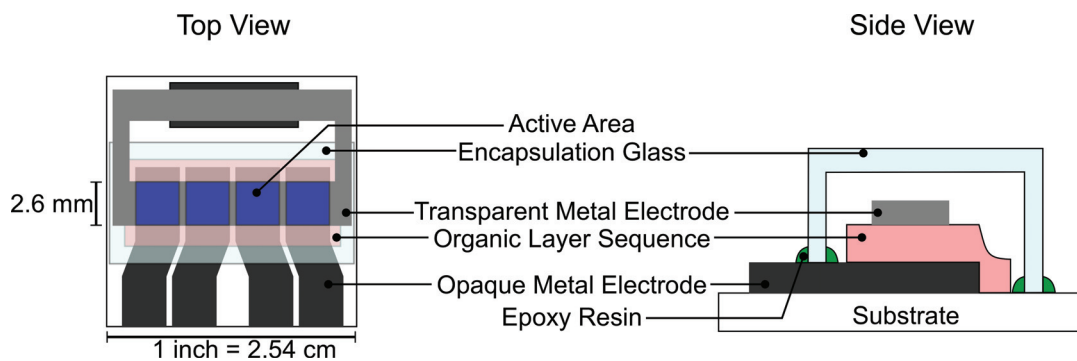 Top View
Side View
Active Area
Encapsulation Glass
2.6 mm
Transparent Metal Electrode
Organic Layer Sequence
Opaque Metal Electrode
Epoxy Resin
Substrate
1 inch = 2.54 cm